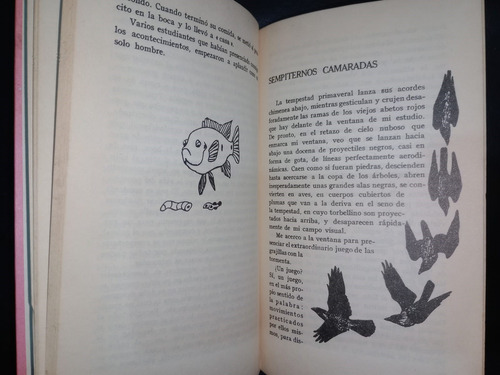 ondo. Cuando terminó su comida, se
cito en la boca y lo llevó a «casa».
Varios estudiantes que habían presenciado
los acontecimientos, empezaron a aplaudir
solo hombre.
SEMPITERNOS CAMARADAS
La tempestad primaveral lanza sus acordes
chimenea abajo, mientras gesticulan y crujen desa-
foradamente las ramas de los viejos abetos rojos
que hay delante de la ventana de mi estudio.
De pronto, en el retazo de cielo nuboso que
enmarca mi ventana, veo que se lanzan hacia
abajo una docena de proyectiles negros, casi en
forma de gota, de líneas perfectamente aerodi-
námicas. Caen como si fueran piedras, descienden
hasta acercarse a la copa de los árboles, abren
inesperadamente unas grandes alas negras, se con-
vierten en aves, en cuerpos cubiertos de
plumas que van a la deriva en el seno de
la tempestad, en cuyo torbellino son proyec-
tados hacia arriba, y desaparecen rápida-
mente de mi campo visual.
Me acerco a la ventana para pre-
senciar el extraordinario juego de las
grajillas con la
tormenta.
¿Un juego?
Sí, un juego,
en el más pro-
pio sentido de
la palabra:
movimientos
practicados
por ellos mis-
mos, para dis-